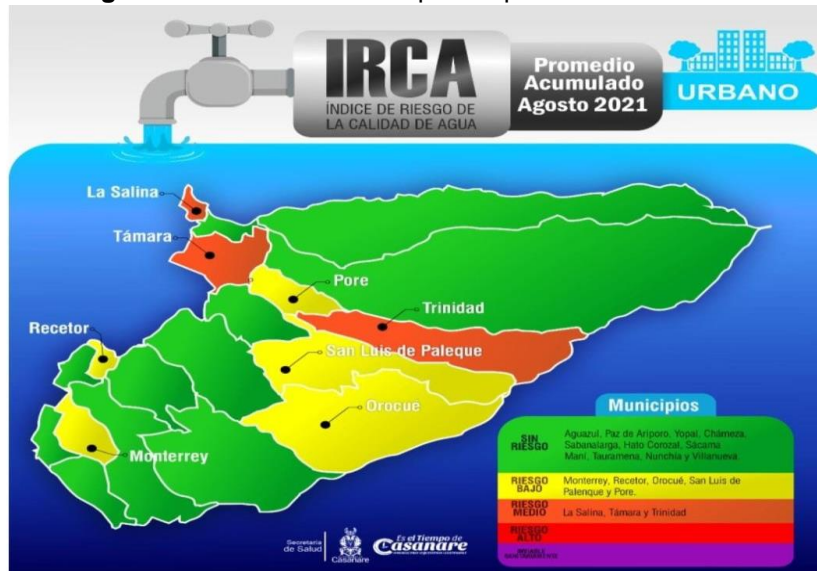 IRCA
ÍNDICE DE RIESGO DE
LA CALIDAD DE AGUA
Promedio
Acumulado
Agosto 2021
URBANO
La Salina
Támara
Pore
Trinidad
Recetor
San Luis de Paleque
Orocué
Monterrey
Municipios
SIN
RIESGO
Aguazul, Paz de Ariporo, Yopal, Chámeza,
Sabanalarga, Hato Corozal, Sácama
Maní, Tauramena, Nunchía y Villanueva.
RIESGO
BAJO
Monterrey, Recetor, Orocué, San Luis de
Palenque y Pore.
RIESGO
MEDIO
La Salina, Támara y Trinidad
RIESGO
ALTO
Secretaría
de Salud
Casanare
Es el Tiempo de
Casanare